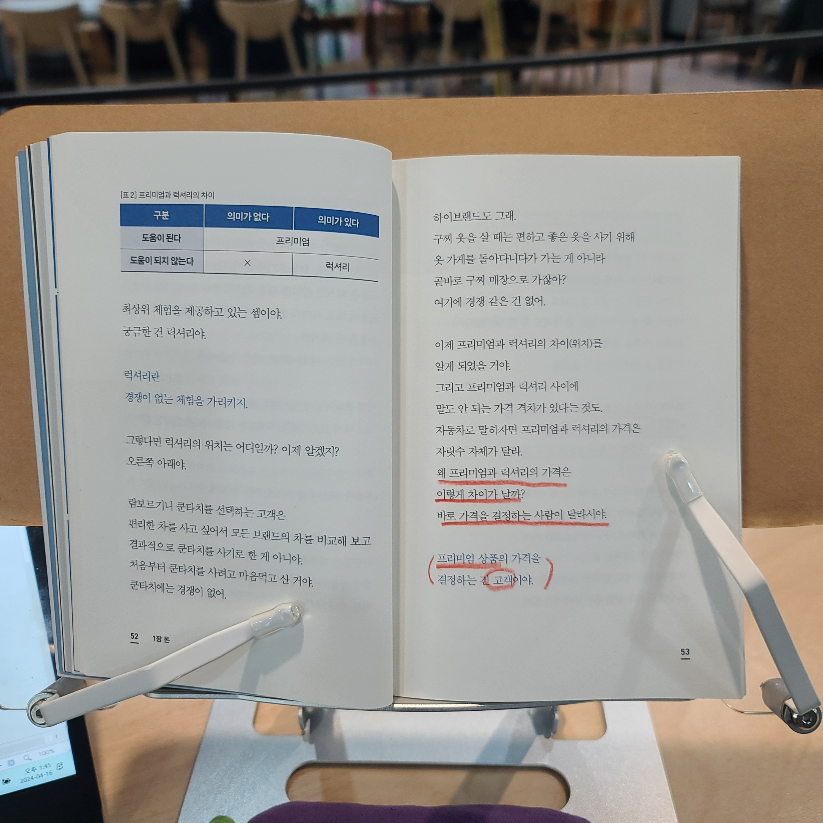 [표 2] 프리미엄과 럭셔리의 차이
구분 의미가 없다 의미가 있다
도움이 된다 프리미엄
도움이 되지 않는다 × 럭셔리
최상위 체험을 제공하고 있는 셈이야.
궁금한 건 럭셔리야.
럭셔리란
경쟁이 없는 체험을 가리키지.
그렇다면 럭셔리의 위치는 어디일까? 이제 알겠지?
오른쪽 아래야.
람보르기니 쿤타치를 선택하는 고객은
편리한 차를 사고 싶어서 모든 브랜드의 차를 비교해 보고
결과적으로 쿤타치를 사기로 한 게 아니야.
처음부터 쿤타치를 사려고 마음먹고 산 거야.
쿤타치에는 경쟁이 없어.
52 1장 돈
하이브랜드도 그래.
구찌 옷을 살 때는 편하고 좋은 옷을 사기 위해
옷 가게를 돌아다니다가 가는 게 아니라
곧바로 구찌 매장으로 가잖아?
여기에 경쟁 같은 건 없어.
이제 프리미엄과 럭셔리의 차이(위치)를
알게 되었을 거야.
그리고 프리미엄과 럭셔리 사이에
말도 안 되는 가격 격차가 있다는 것도.
자동차로 말하자면 프리미엄과 럭셔리의 가격은
자릿수 자체가 달라.
왜 프리미엄과 럭셔리의 가격은
이렇게 차이가 날까?
바로 가격을 결정하는 사람이 달라서야.
프리미엄 상품의 가격을
결정하는 건 고객이야.
53
100%
오후 1:45
2024-04-16